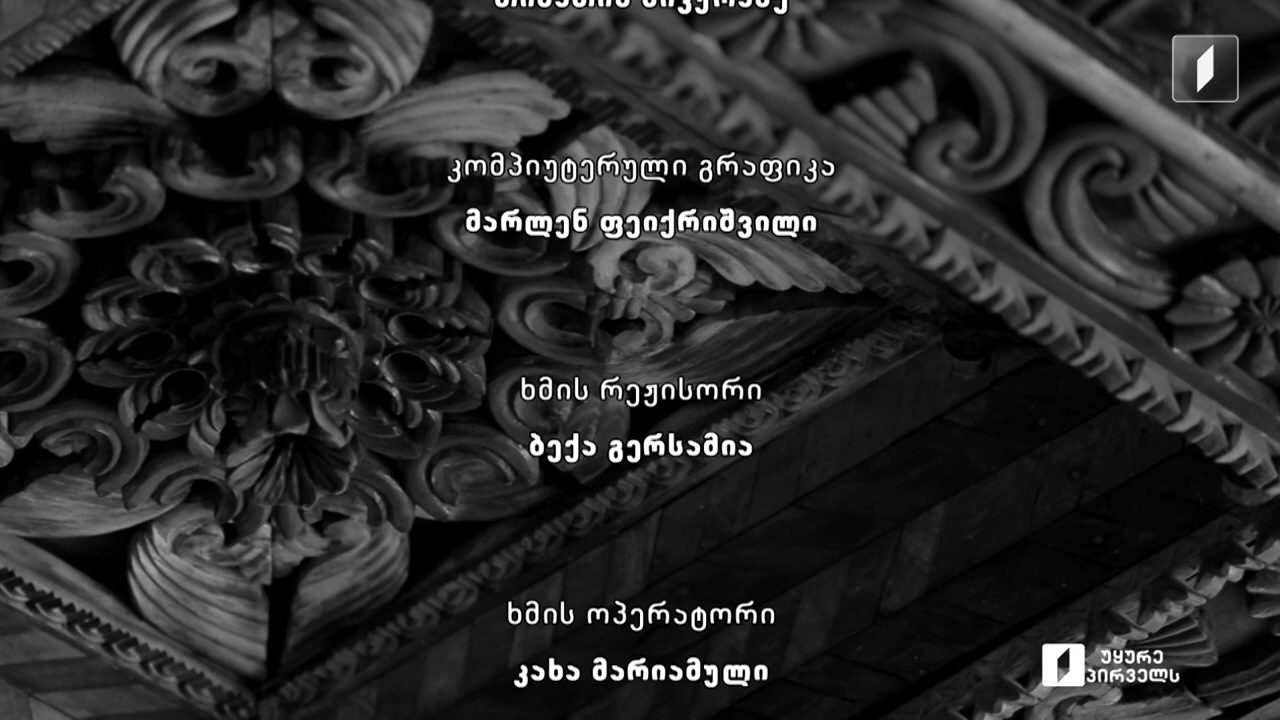 კომპიუტერული გრაფიკა
მარლენ ფეიქრიშვილი
ხმის რეჟისორი
ბექა გერსამია
ხმის ოპერატორი
კახა მარიამული
უყურე
პირველს